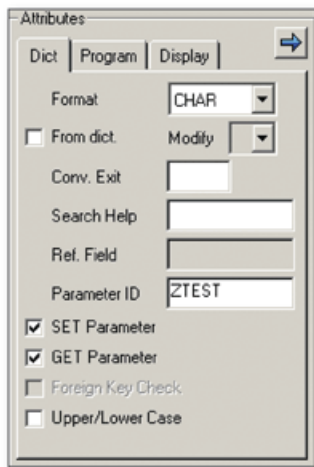 Attributes
Dict Program Display
Format CHAR
From dict. Modify
Conv. Exit
Search Help
Ref. Field
Parameter ID ZTEST
SET Parameter
GET Parameter
Foreign Key Check
Upper/Lower Case